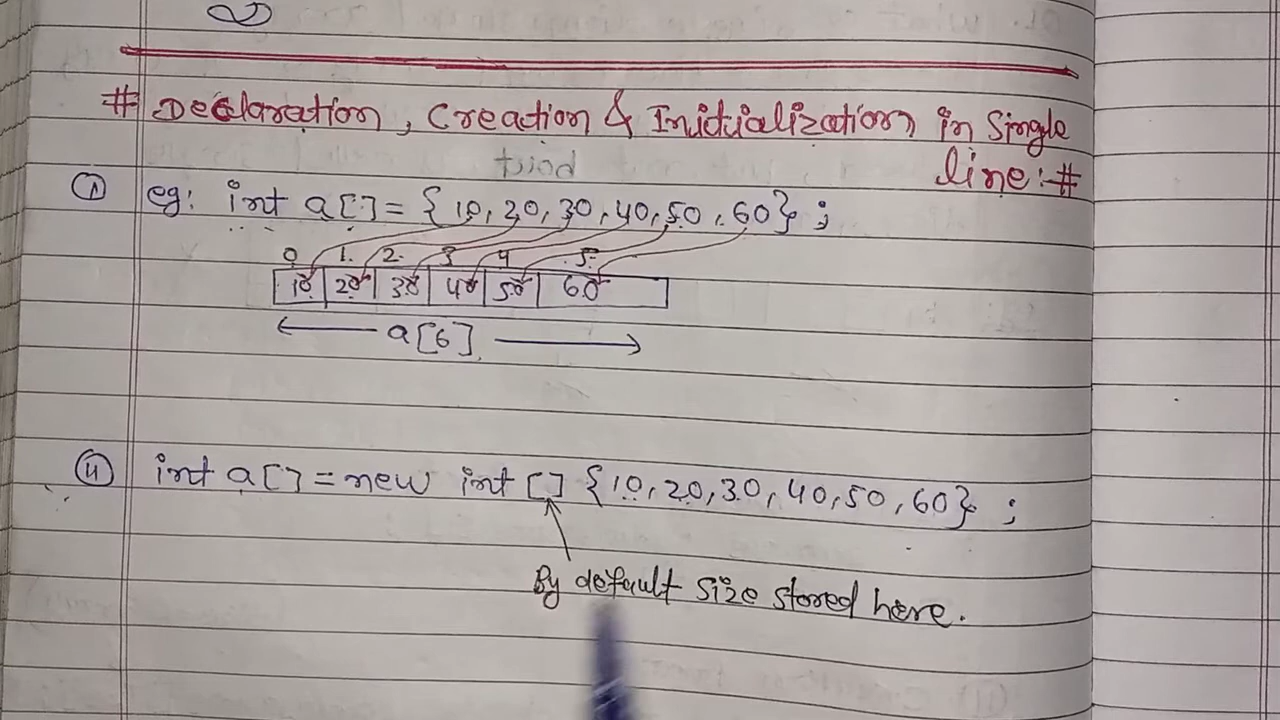 # Declaration, Creation & Initialization in Single
line:-#
① eg: int a[] = {10, 20, 30, 40, 50, 60} ;
0 1. 2. 3 4 5.
10 20 30 40 50 60
a[6]
② int a[] = new int [] {10, 20, 30, 40, 50, 60} ;
By default size stored here.